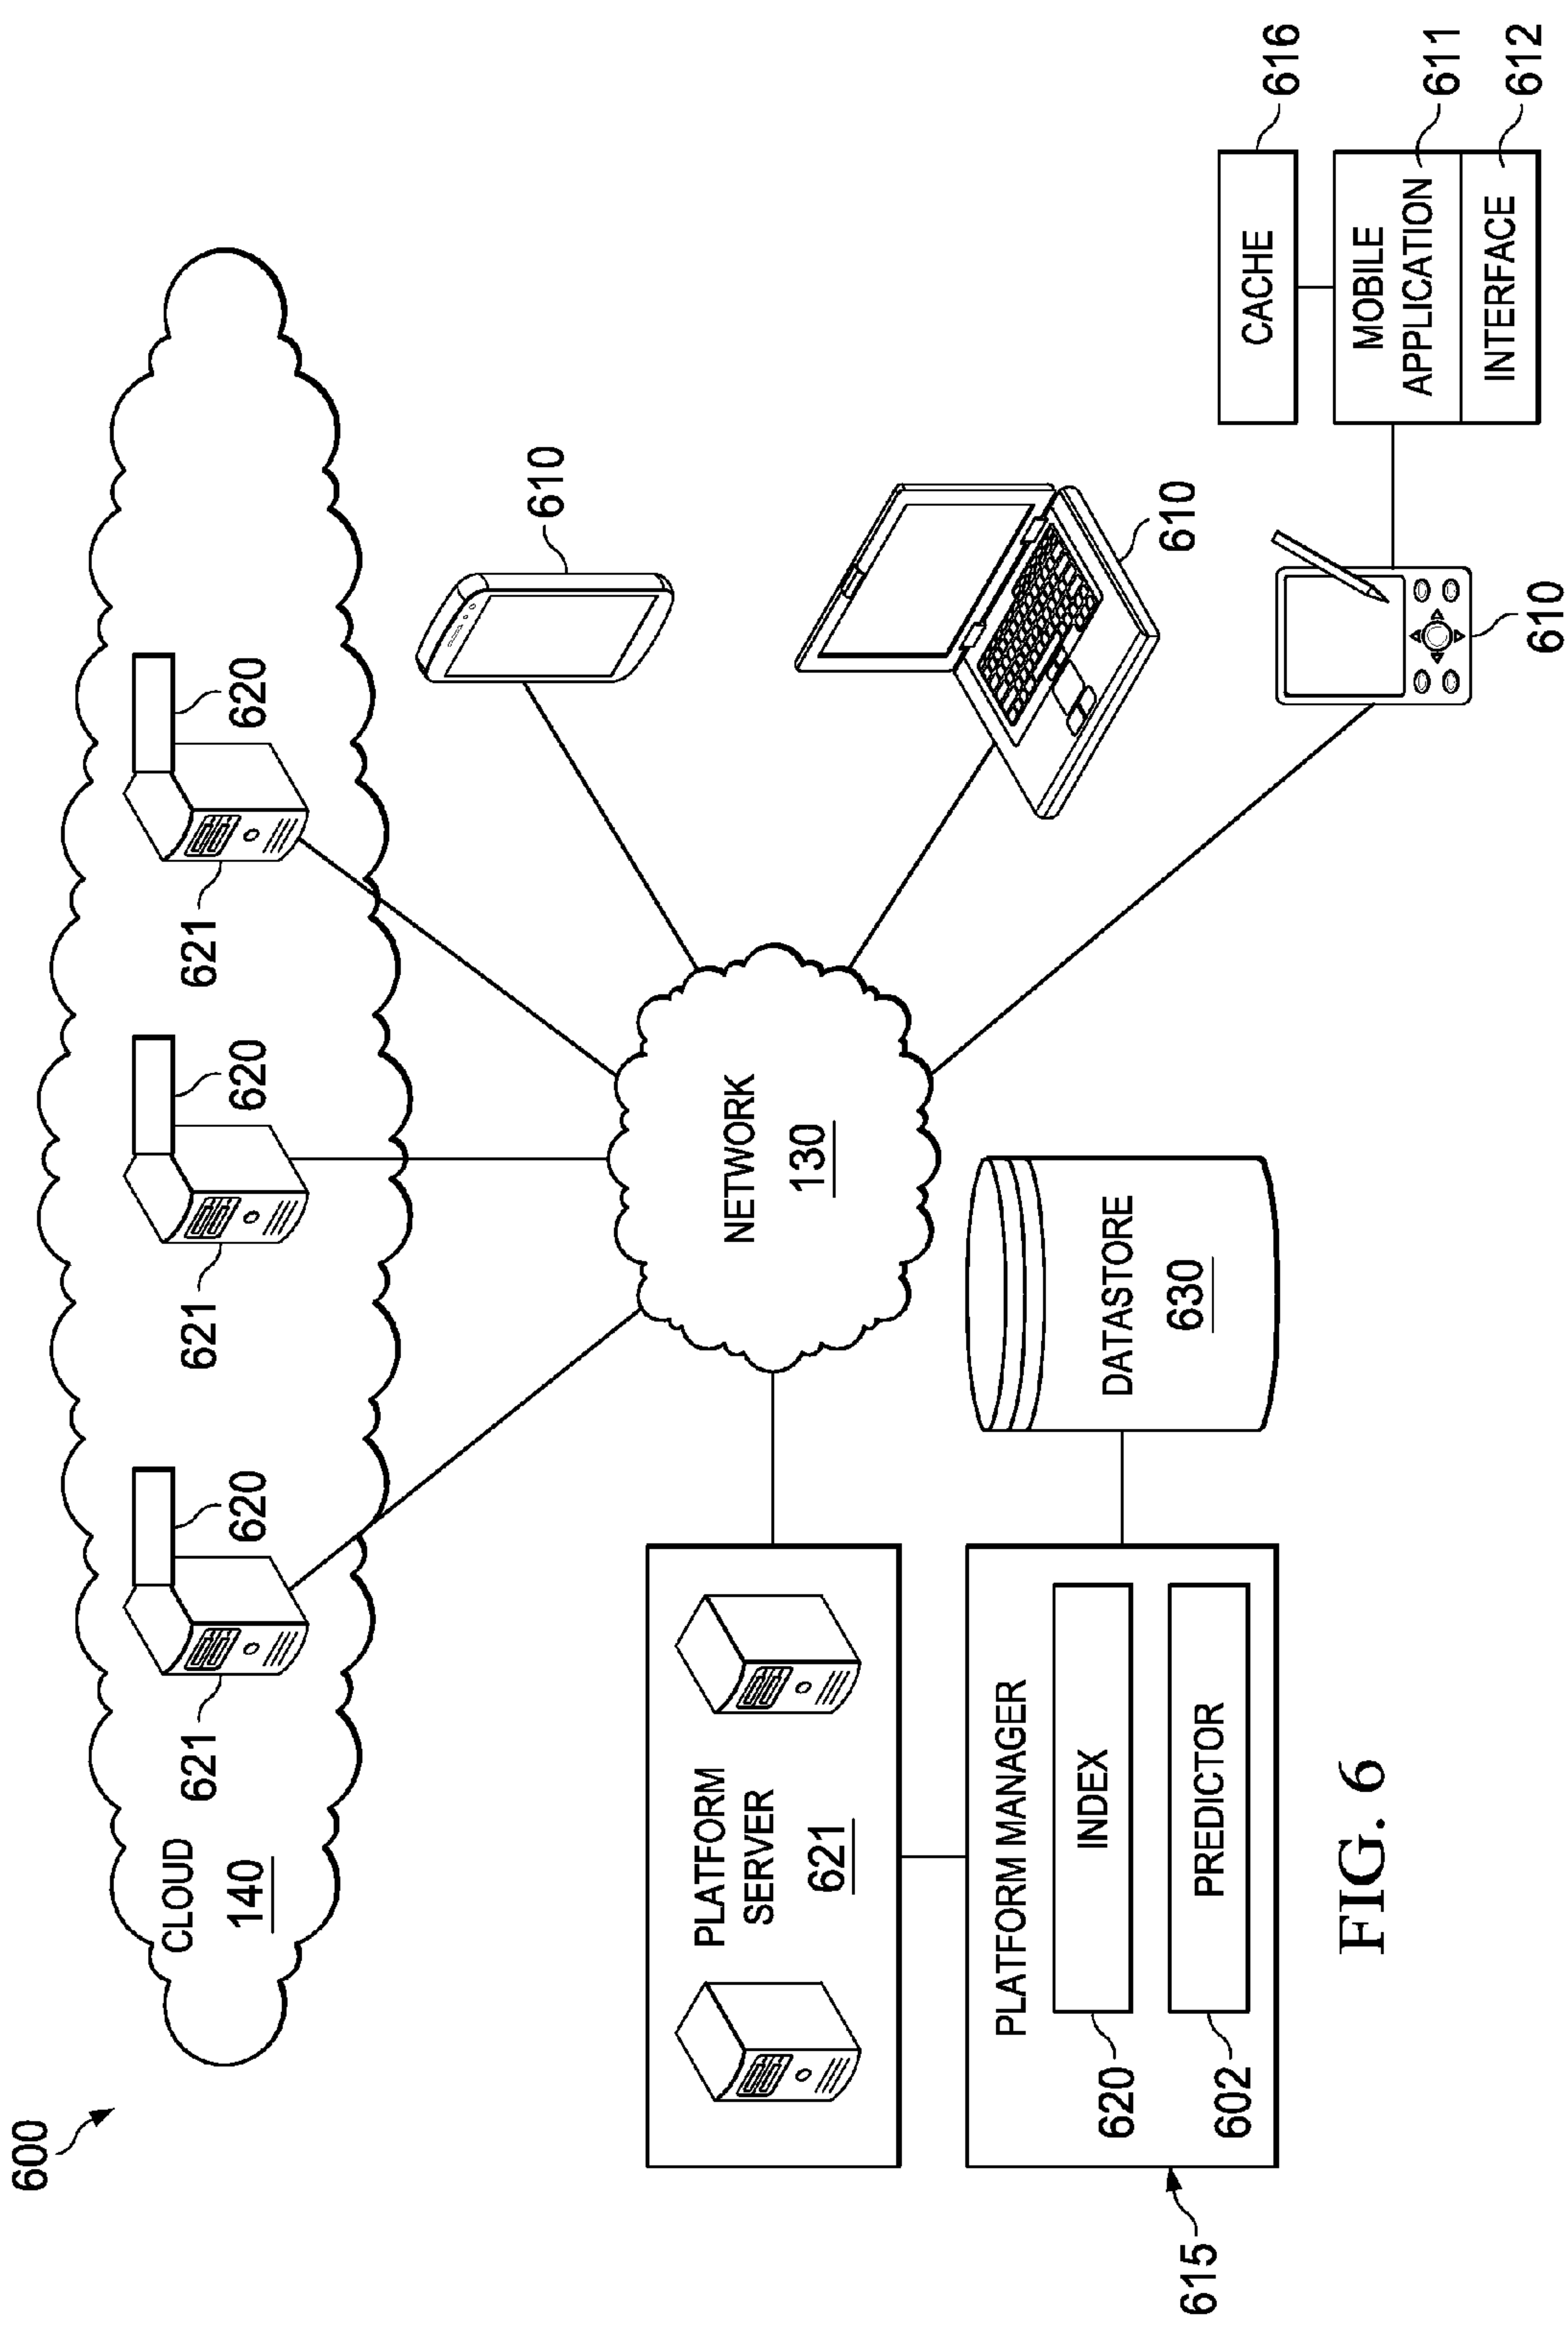 600
CLOUD
140
621
620
621
620
621
620
610
PLATFORM
SERVER
621
NETWORK
130
610
PLATFORM MANAGER
INDEX
620
PREDICTOR
602
615
DATASTORE
630
610
CACHE
616
MOBILE
APPLICATION
611
INTERFACE
612
FIG. 6